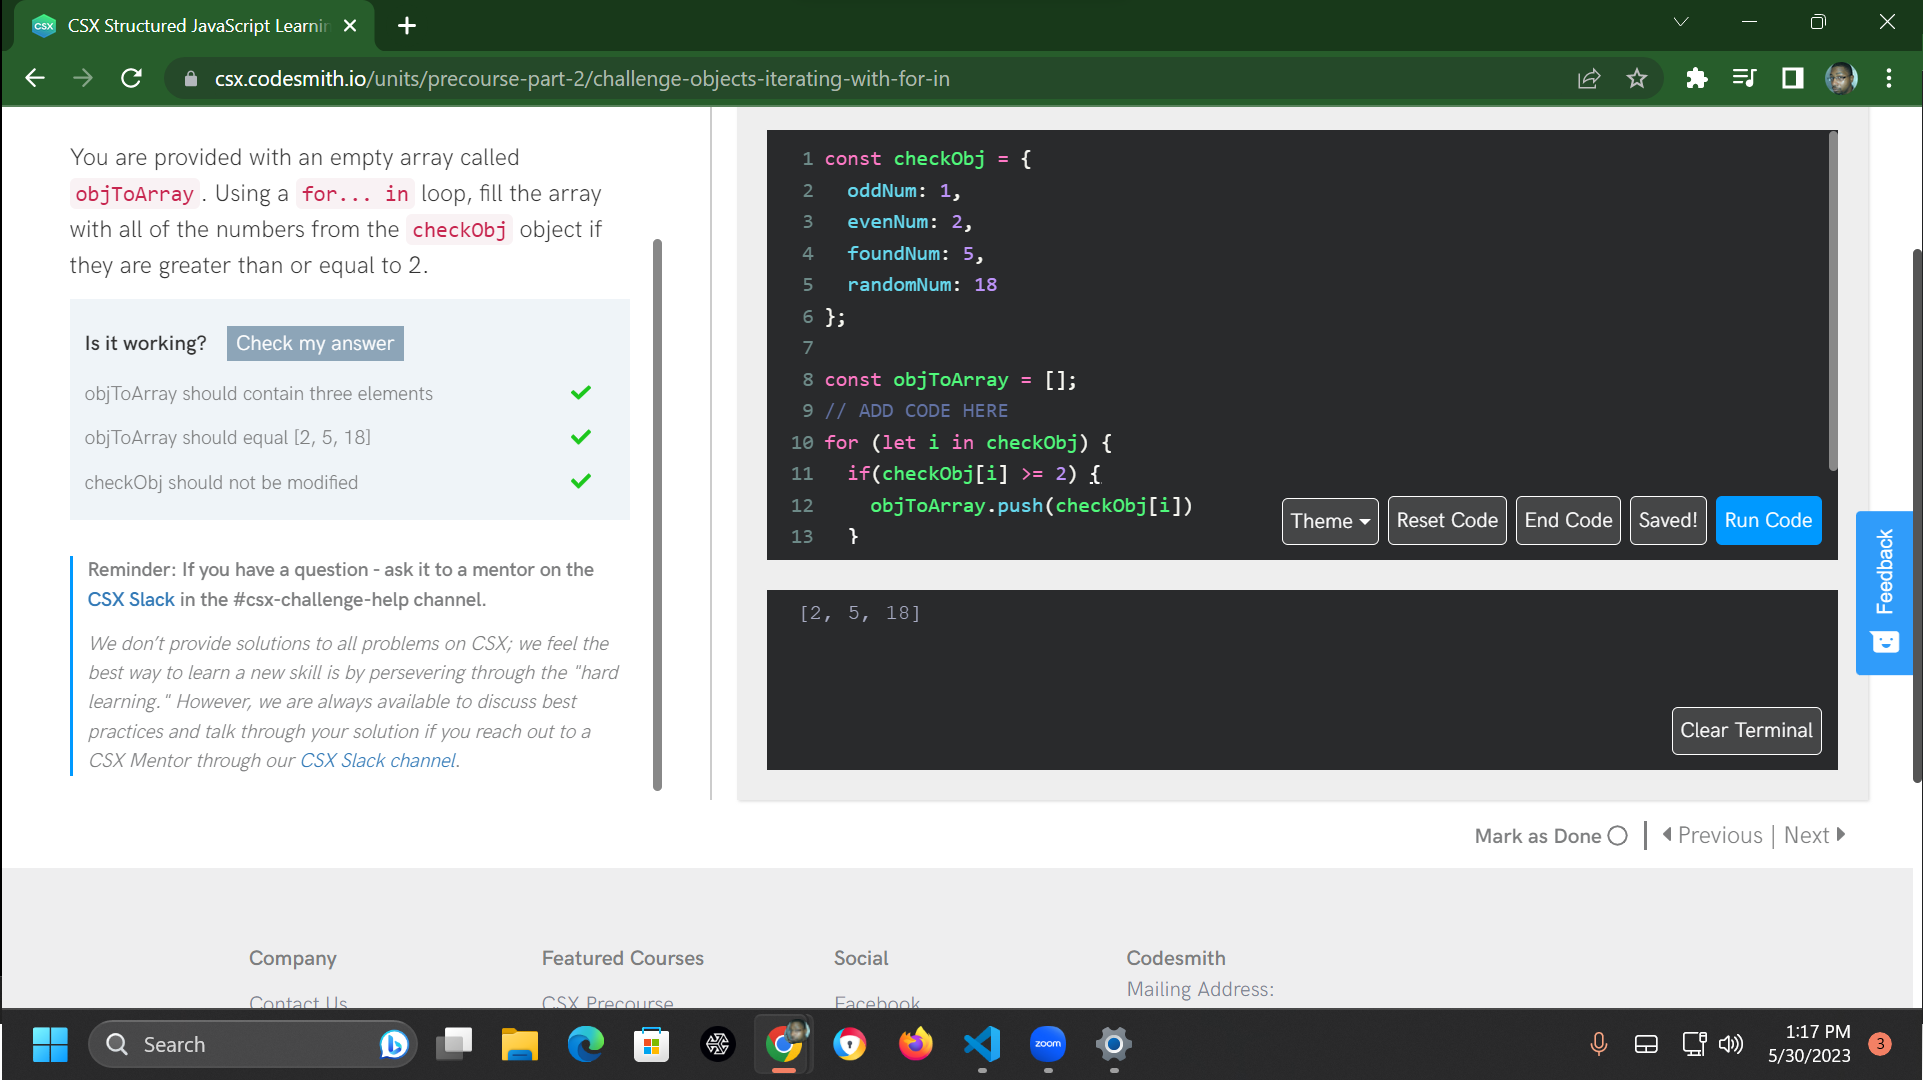 CSX Structured JavaScript Learnin
csx.codesmith.io/units/precourse-part-2/challenge-objects-iterating-with-for-in
You are provided with an empty array called
objToArray. Using a for... in loop, fill the array
with all of the numbers from the checkObj object if
they are greater than or equal to 2.
Is it working? Check my answer
objToArray should contain three elements
objToArray should equal [2, 5, 18]
checkObj should not be modified
Reminder: If you have a question - ask it to a mentor on the
CSX Slack in the #csx-challenge-help channel.
We don't provide solutions to all problems on CSX; we feel the
best way to learn a new skill is by persevering through the "hard
learning." However, we are always available to discuss best
practices and talk through your solution if you reach out to a
CSX Mentor through our CSX Slack channel.
1 const checkObj = {
2 oddNum: 1,
3 evenNum: 2,
4 foundNum: 5,
5 randomNum: 18
6 };
7
8 const objToArray = [];
9 // ADD CODE HERE
10 for (let i in checkObj) {
11 if(checkObj[i] >= 2) {
12 objToArray.push(checkObj[i])
13 }
Theme Reset Code End Code Saved! Run Code
[2, 5, 18]
Clear Terminal
Feedback
Mark as Done | Previous | Next
Company
Contact Us
Featured Courses
CSX Precourse
Social
Facebook
Codesmith
Mailing Address:
Search
zoom
1:17 PM
5/30/2023
3